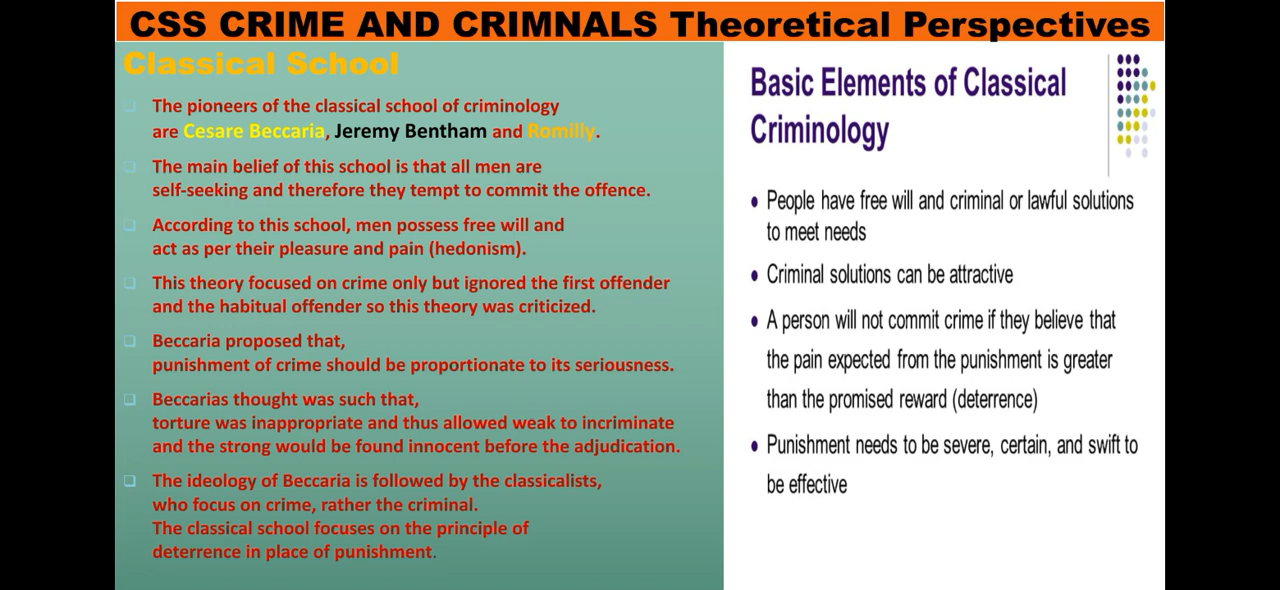 CSS CRIME AND CRIMNALS Theoretical Perspectives
Classical School
The pioneers of the classical school of criminology
are Cesare Beccaria, Jeremy Bentham and Romilly.
The main belief of this school is that all men are
self-seeking and therefore they tempt to commit the offence.
According to this school, men possess free will and
act as per their pleasure and pain (hedonism).
This theory focused on crime only but ignored the first offender
and the habitual offender so this theory was criticized.
Beccaria proposed that,
punishment of crime should be proportionate to its seriousness.
Beccarias thought was such that,
torture was inappropriate and thus allowed weak to incriminate
and the strong would be found innocent before the adjudication.
The ideology of Beccaria is followed by the classicalists,
who focus on crime, rather the criminal.
The classical school focuses on the principle of
deterrence in place of punishment.
Basic Elements of Classical
Criminology
• People have free will and criminal or lawful solutions
to meet needs
• Criminal solutions can be attractive
• A person will not commit crime if they believe that
the pain expected from the punishment is greater
than the promised reward (deterrence)
• Punishment needs to be severe, certain, and swift to
be effective